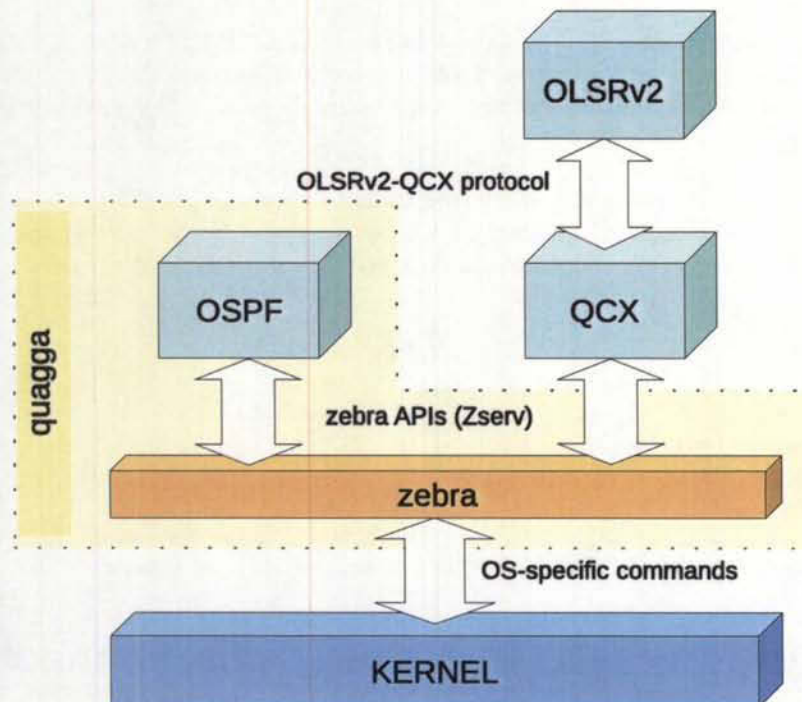 OLSRv2
OLSRv2-QCX protocol
OSPF
QCX
quagga
zebra APIs (Zserv)
zebra
OS-specific commands
KERNEL